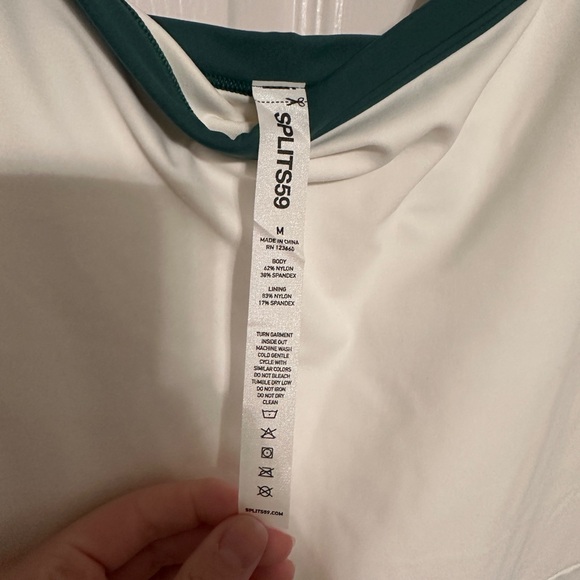 SPLITS59
M
MADE IN CHINA
RN 123660
BODY
62% NYLON
38% SPANDEX
LINING
83% NYLON
17% SPANDEX
TURN GARMENT
INSIDE OUT
MACHINE WASH
COLD GENTLE
CYCLE WITH
SIMILAR COLORS
DO NOT BLEACH
TUMBLE DRY LOW
DO NOT IRON
DO NOT DRY
CLEAN
SPLITS59.COM